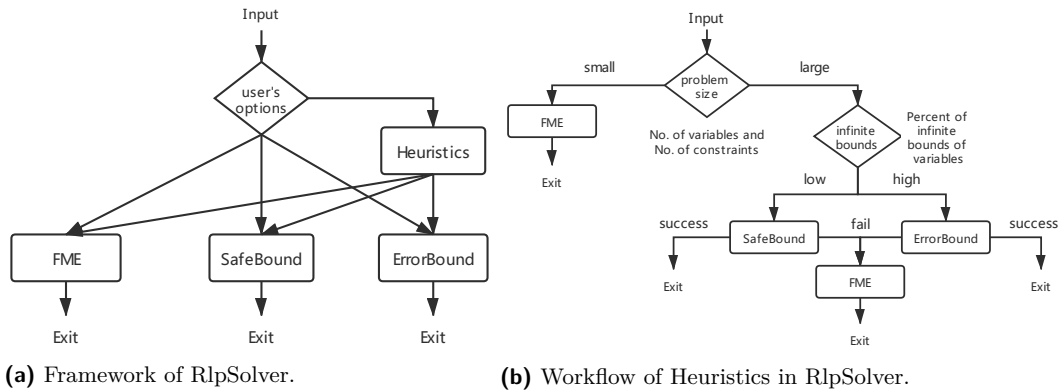 Input
user's
options
Heuristics
FME
SafeBound
ErrorBound
Exit
Exit
Exit
(a) Framework of RlpSolver.
Input
small
problem
size
large
FME
No. of variables and
No. of constraints
infinite
bounds
Percent of
infinite
bounds of
variables
Exit
low
high
success
SafeBound
fail
ErrorBound
success
Exit
FME
Exit
Exit
(b) Workflow of Heuristics in RlpSolver.